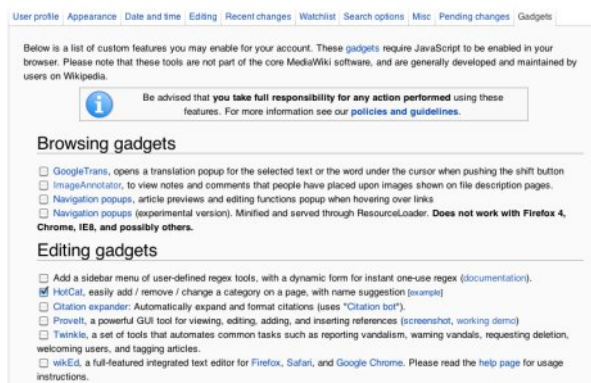 User profile Appearance Date and time Editing Recent changes Watchlist Search options Misc Pending changes Gadgets
Below is a list of custom features you may enable for your account. These gadgets require JavaScript to be enabled in your
browser. Please note that these tools are not part of the core MediaWiki software, and are generally developed and maintained by
users on Wikipedia.
Be advised that you take full responsibility for any action performed using these
features. For more information see our policies and guidelines.
Browsing gadgets
GoogleTrans, opens a translation popup for the selected text or the word under the cursor when pushing the shift button
ImageAnnotator, to view notes and comments that people have placed upon images shown on file description pages.
Navigation popups, article previews and editing functions popup when hovering over links
Navigation popups (experimental version). Minified and served through ResourceLoader. Does not work with Firefox 4,
Chrome, IE8, and possibly others.
Editing gadgets
Add a sidebar menu of user-defined regex tools, with a dynamic form for instant one-use regex (documentation).
HotCat, easily add / remove / change a category on a page, with name suggestion [example]
Citation expander: Automatically expand and format citations (uses "Citation bot").
ProveIt, a powerful GUI tool for viewing, editing, adding, and inserting references (screenshot, working demo)
Twinkle, a set of tools that automates common tasks such as reporting vandalism, warning vandals, requesting deletion,
welcoming users, and tagging articles.
wikEd, a full-featured integrated text editor for Firefox, Safari, and Google Chrome. Please read the help page for usage
instructions.